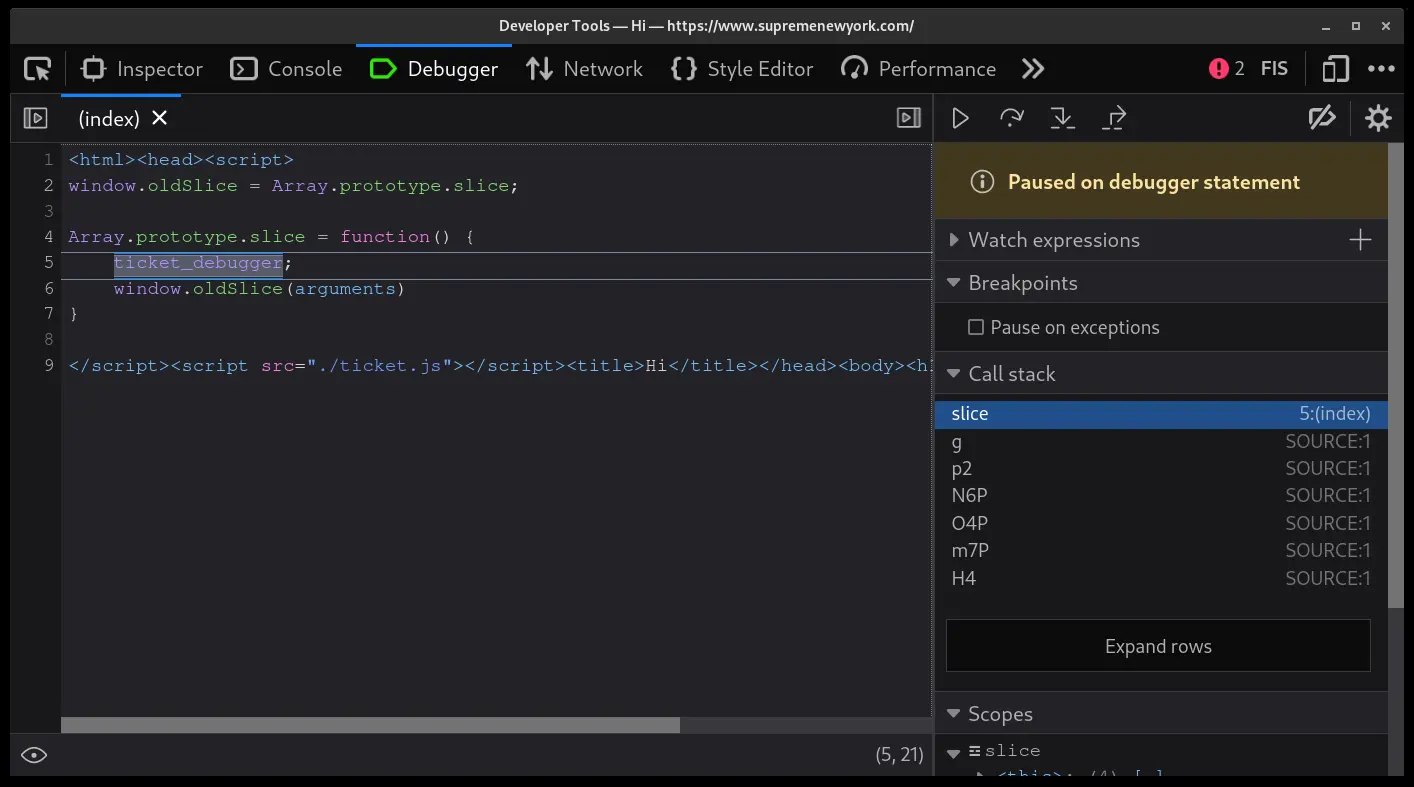 Developer Tools — Hi — https://www.supremenewyork.com/
Inspector Console Debugger Network Style Editor Performance 2 FIS
(index)
1 <html><head><script>
2 window.oldSlice = Array.prototype.slice;
3
4 Array.prototype.slice = function() {
5 ticket_debugger;
6 window.oldSlice(arguments)
7 }
8
9 </script><script src="./ticket.js"></script><title>Hi</title></head><body><h
(5, 21)
Paused on debugger statement
Watch expressions
Breakpoints
Pause on exceptions
Call stack
slice 5:(index)
g SOURCE:1
p2 SOURCE:1
N6P SOURCE:1
O4P SOURCE:1
m7P SOURCE:1
H4 SOURCE:1
Expand rows
Scopes
slice
<this>: (4) […]